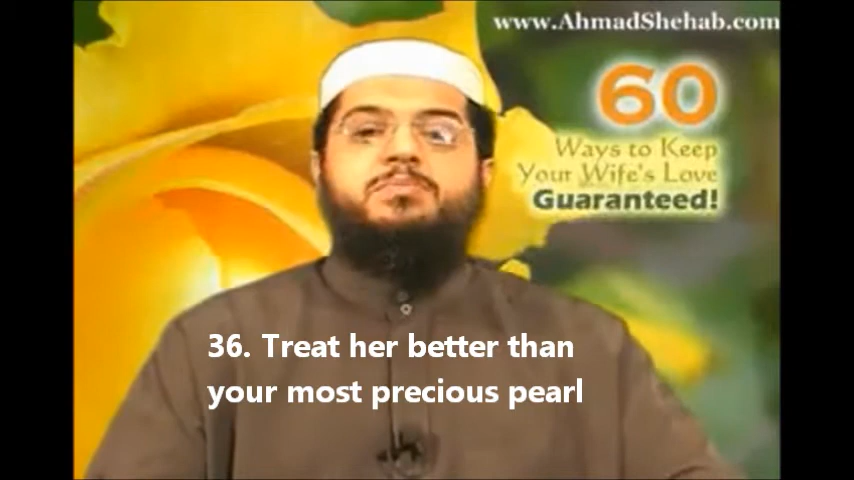 www.AhmadShehab.com
60
Ways to Keep
Your Wife's Love
Guaranteed!
36. Treat her better than
your most precious pearl